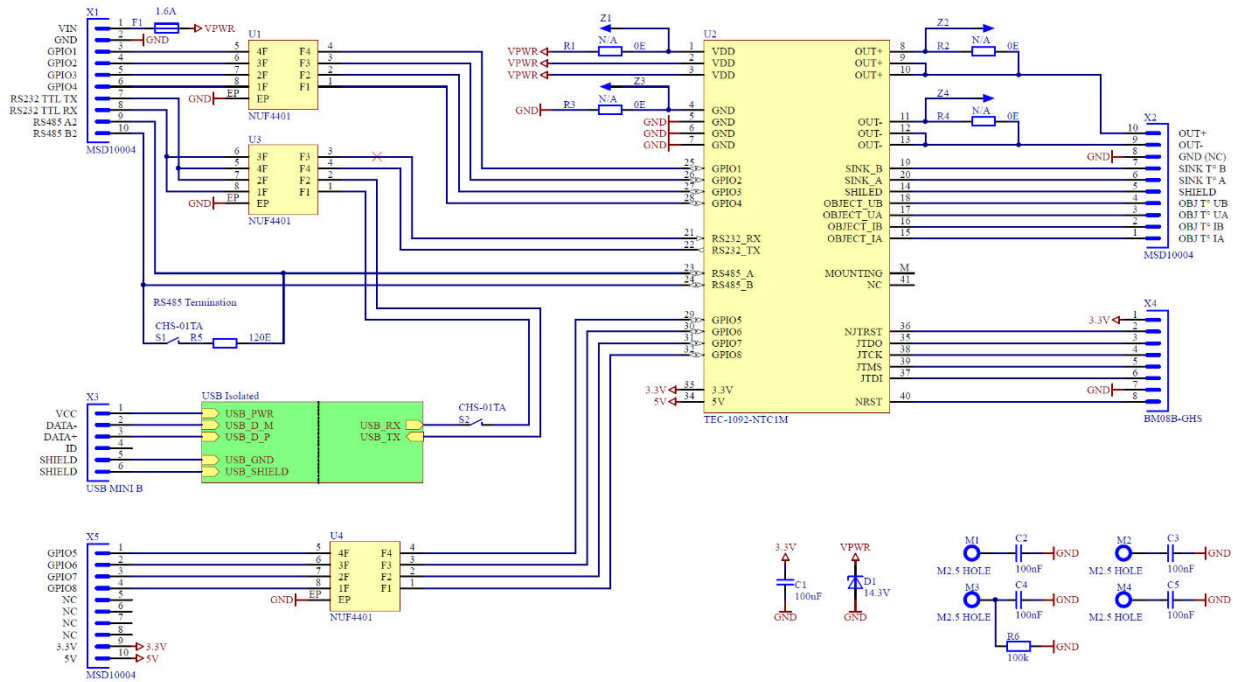 X1
VIN 1 F1 1.6A VPWR
GND 2 GND
GPIO1 3
GPIO2 4
GPIO3 5
GPIO4 6
RS232 TTL TX 7
RS232 TTL RX 8
RS485 A2 9
RS485 B2 10
MSD10004
U1
5 4F F4 4
6 3F F3 3
7 2F F2 2
8 1F F1 1
GND EP EP
NUF4401
U3
6 3F F3 3
5 4F F4 4
7 2F F2 2
8 1F F1 1
GND EP EP
NUF4401
RS485 Termination
CHS-01TA
S1 R5 120E
X3
VCC 1
DATA- 2
DATA+ 3
ID 4
SHIELD 5
SHIELD 6
USB MINI B
USB Isolated
USB_PWR
USB_D_M
USB_D_P
USB_GND
USB_SHIELD
USB_RX
USB_TX
CHS-01TA
S2
X5
GPIO5 1
GPIO6 2
GPIO7 3
GPIO8 4
NC 5
NC 6
NC 7
NC 8
3.3V 9 3.3V
5V 10 5V
MSD10004
U4
5 4F F4 4
6 3F F3 3
7 2F F2 2
8 1F F1 1
GND EP EP
NUF4401
Z1
N/A
VPWR R1 0E
VPWR
VPWR
Z3
N/A
GND R3 0E
GND
GND
GND
U2
1 VDD
2 VDD
3 VDD
4 GND
5 GND
6 GND
7 GND
25 GPIO1
26 GPIO2
27 GPIO3
28 GPIO4
21 RS232_RX
22 RS232_TX
23 RS485_A
24 RS485_B
29 GPIO5
30 GPIO6
31 GPIO7
32 GPIO8
3.3V 33 3.3V
5V 34 5V
OUT+ 8
OUT+ 9
OUT+ 10
OUT- 11
OUT- 12
OUT- 13
SINK_B 19
SINK_A 20
SHILED 14
OBJECT_UB 18
OBJECT_UA 17
OBJECT_IB 16
OBJECT_IA 15
MOUNTING M
NC 41
NJTRST 36
JTDO 35
JTCK 38
JTMS 39
JTDI 37
NRST 40
TEC-1092-NTC1M
Z2
N/A
R2 0E
Z4
N/A
R4 0E
X2
10 OUT+
9 OUT-
GND 8 GND (NC)
7 SINK T° B
6 SINK T° A
5 SHIELD
4 OBJ T° UB
3 OBJ T° UA
2 OBJ T° IB
1 OBJ T° IA
MSD10004
X4
3.3V 1
2
3
4
5
6
GND 7
8
BM08B-GHS
3.3V
C1
100uF
GND
VPWR
D1
14.3V
GND
M1 C2 GND
M2.5 HOLE 100nF
M2 C3 GND
M2.5 HOLE 100nF
M3 C4 GND
M2.5 HOLE 100nF
M4 C5 GND
M2.5 HOLE 100nF
R6 GND
100k